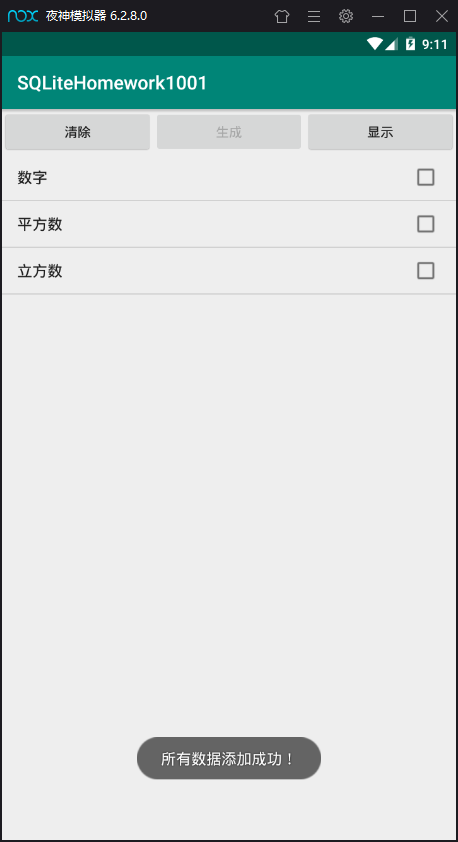 nox 夜神模拟器 6.2.8.0
9:11
SQLiteHomework1001
清除 生成 显示
数字
平方数
立方数
所有数据添加成功！